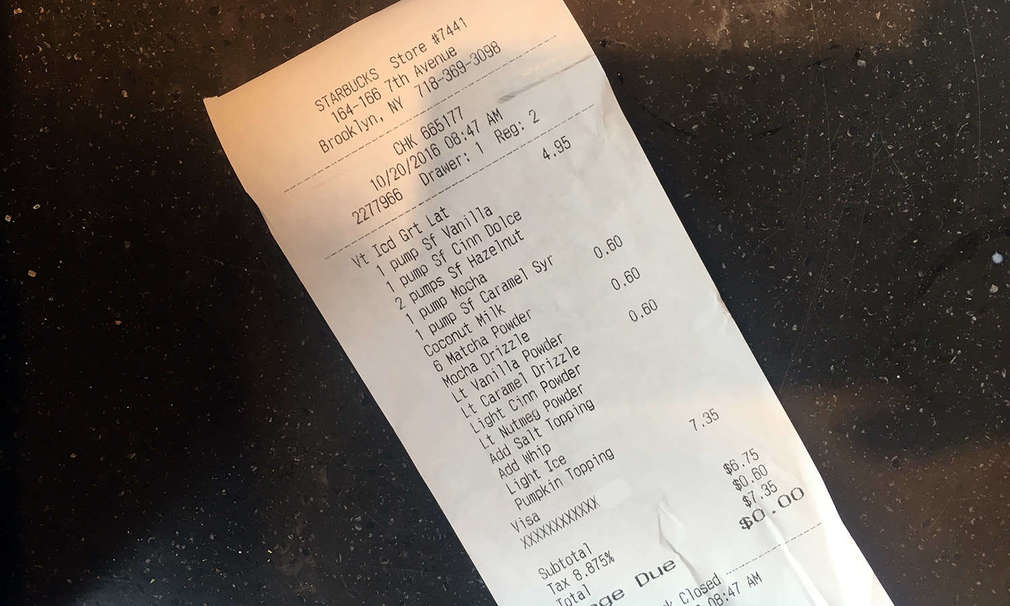 STARBUCKS Store #7441
164-166 7th Avenue
Brooklyn, NY 718-369-3098
CHK 665177
10/20/2016 08:47 AM
2277966 Drawer: 1 Reg: 2
Vt Icd Grt Lat 4.95
1 pump Sf Vanilla
1 pump Sf Cinn Dolce
2 pumps Sf Hazelnut
1 pump Mocha
1 pump Sf Caramel Syr
Coconut Milk 0.60
6 Matcha Powder
Mocha Drizzle 0.60
Lt Vanilla Powder
Lt Caramel Drizzle 0.60
Light Cinn Powder
Lt Nutmeg Powder
Add Salt Topping
Add Whip
Light Ice
Pumpkin Topping
Visa 7.35
XXXXXXXXXXXX
Subtotal $6.75
Tax 8.875% $0.60
Total $7.35
nge Due $0.00
Closed
08:47 AM